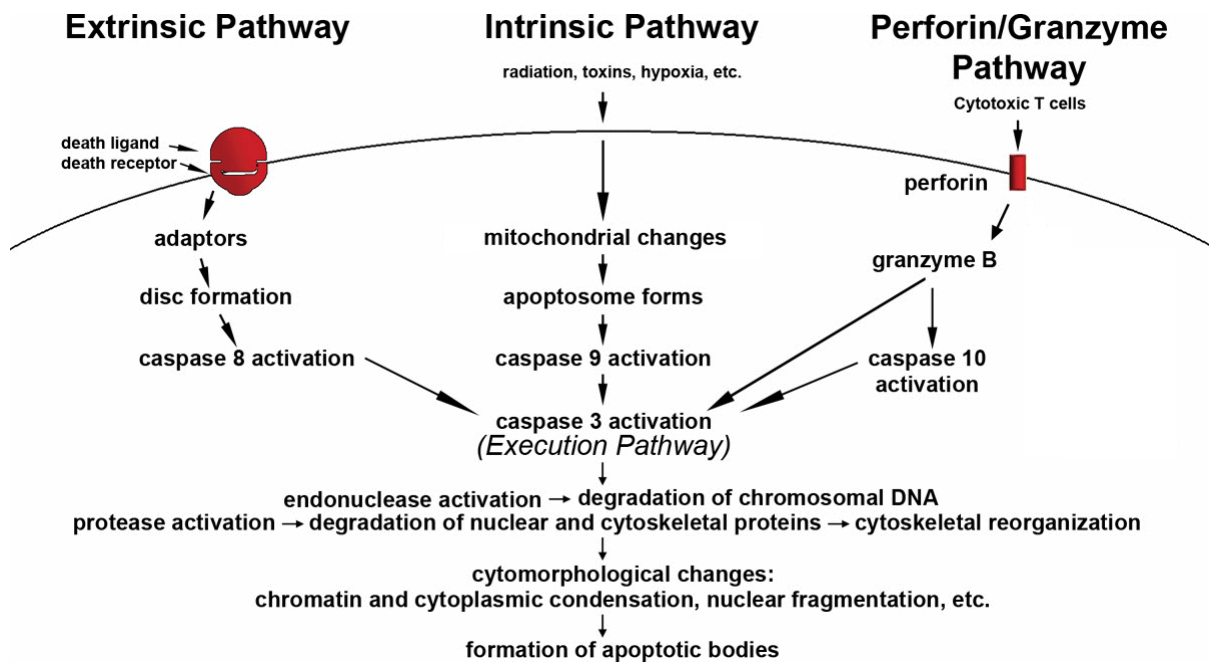 Extrinsic Pathway
Intrinsic Pathway
Perforin/Granzyme
Pathway
radiation, toxins, hypoxia, etc.
Cytotoxic T cells
death ligand
death receptor
perforin
adaptors
mitochondrial changes
granzyme B
disc formation
apoptosome forms
caspase 8 activation
caspase 9 activation
caspase 10
activation
caspase 3 activation
(Execution Pathway)
endonuclease activation → degradation of chromosomal DNA
protease activation → degradation of nuclear and cytoskeletal proteins → cytoskeletal reorganization
cytomorphological changes:
chromatin and cytoplasmic condensation, nuclear fragmentation, etc.
formation of apoptotic bodies